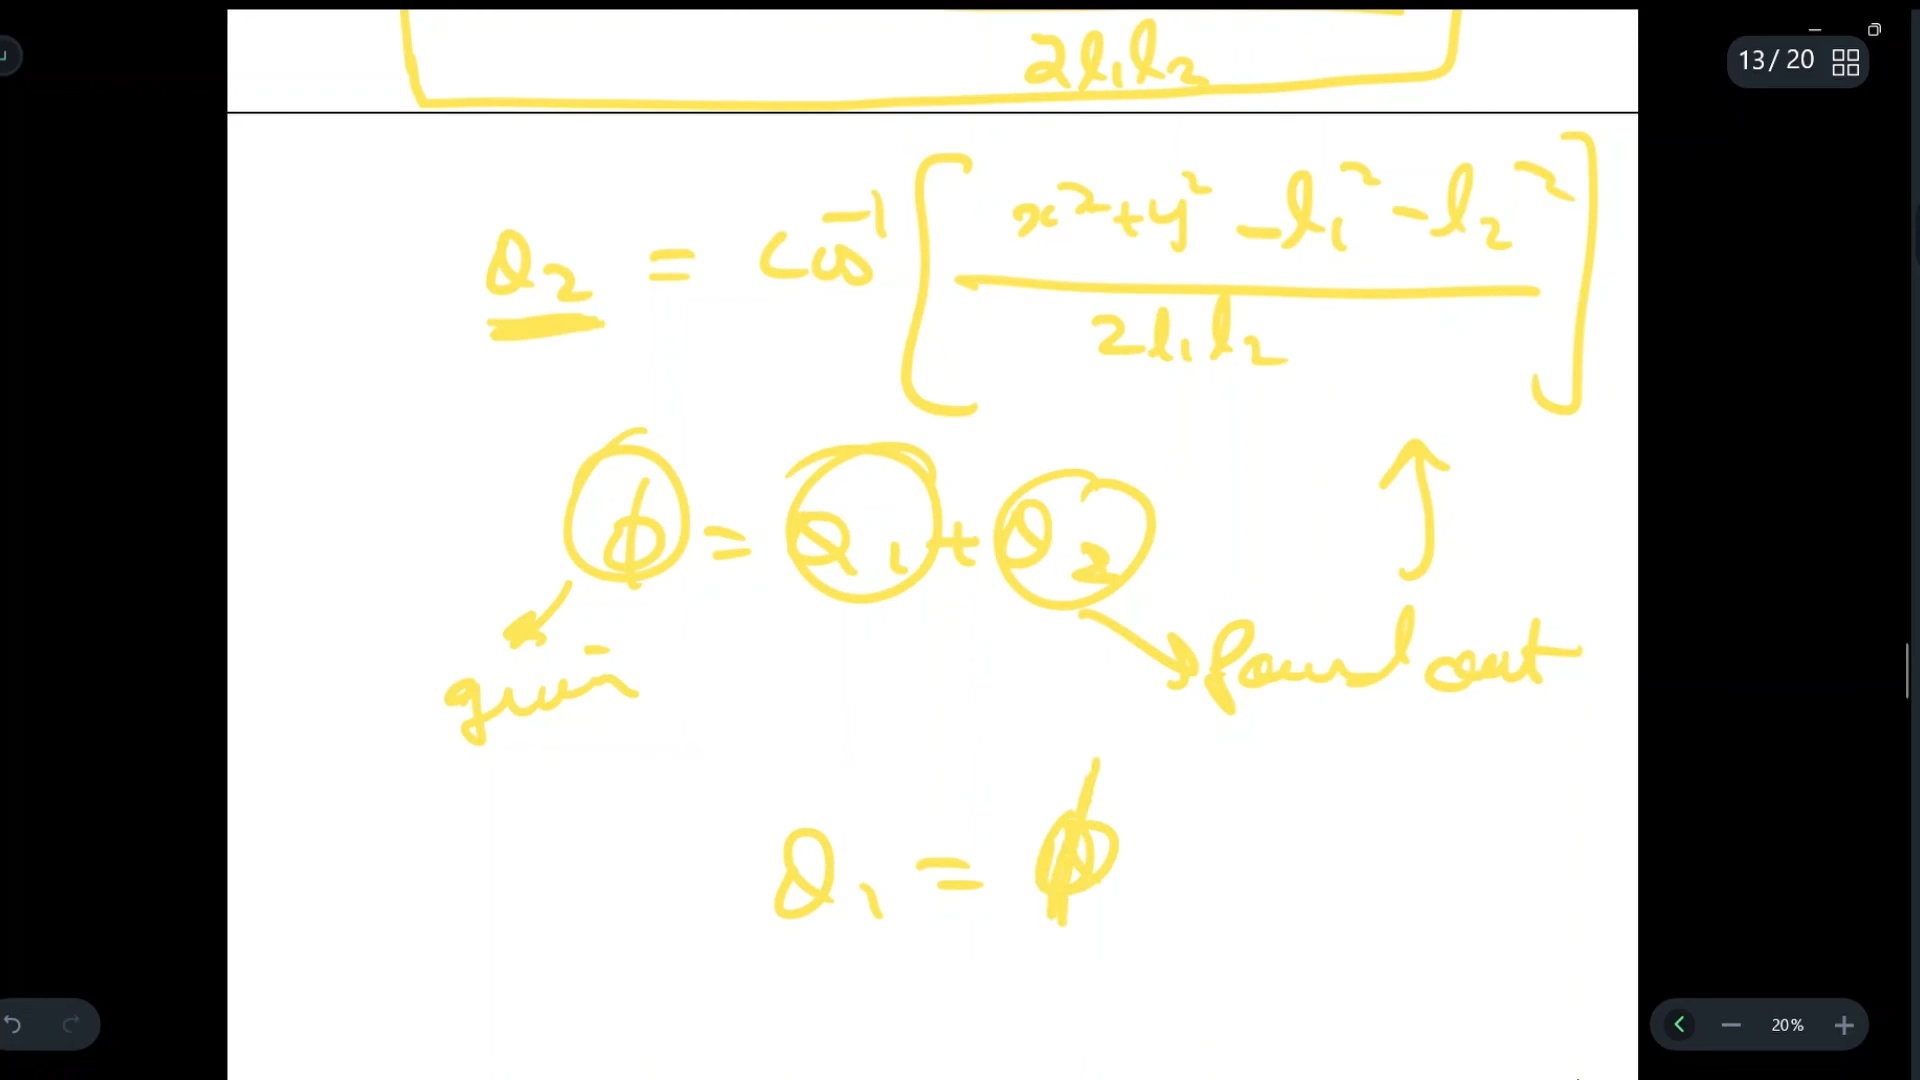 2l₁l₂
13/ 20
θ₂ = cos⁻¹ [ x² + y² - l₁² - l₂² / 2l₁l₂ ]
ϕ = θ₁ + θ₂
given
found out
θ₁ = ϕ
20%